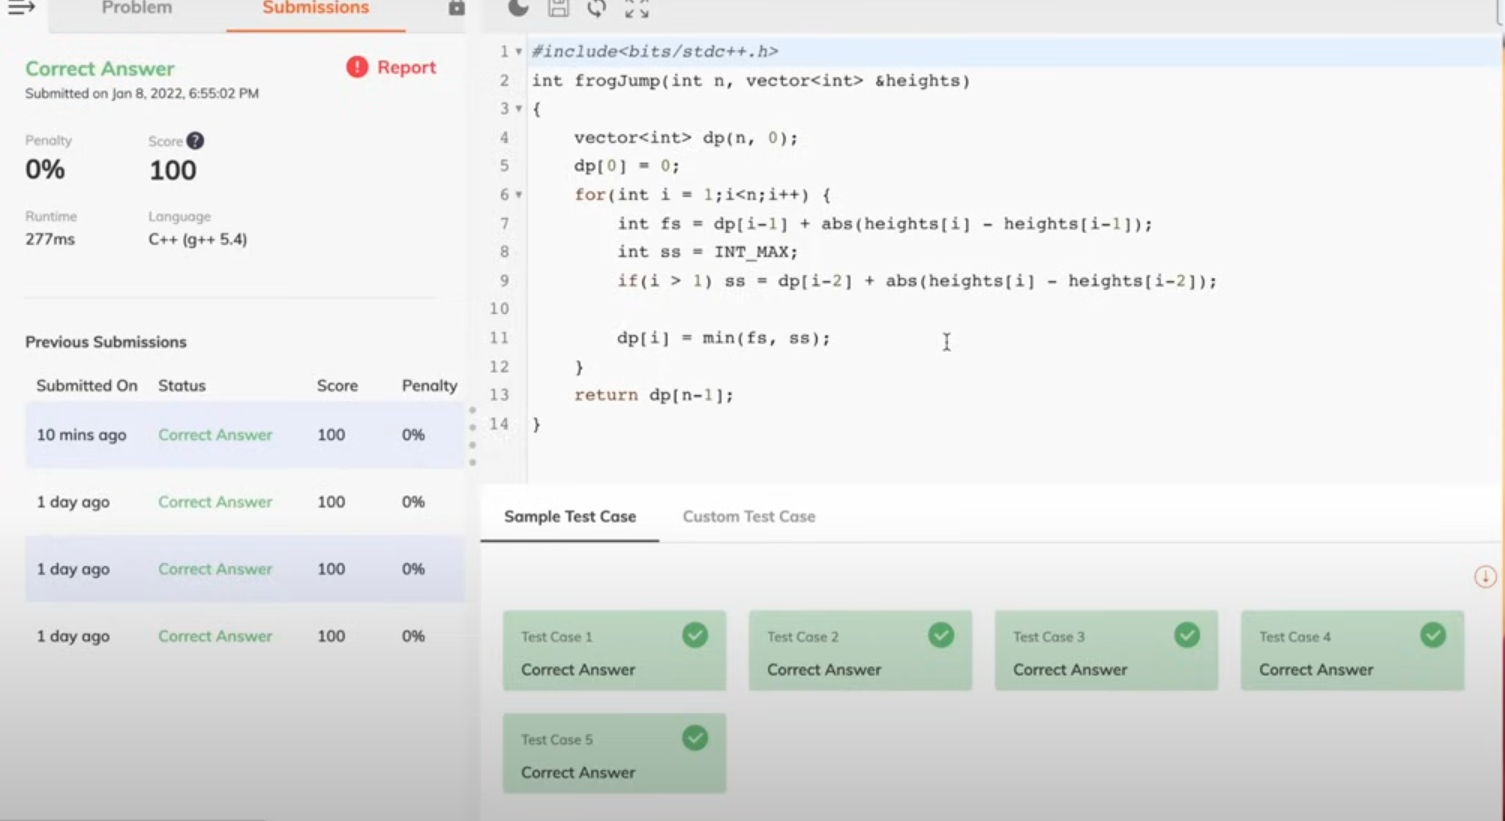 Problem
Submissions
Correct Answer
Report
Submitted on Jan 8, 2022, 6:55:02 PM
Penalty
Score ?
0%
100
Runtime
Language
277ms
C++ (g++ 5.4)
Previous Submissions
Submitted On Status Score Penalty
10 mins ago Correct Answer 100 0%
1 day ago Correct Answer 100 0%
1 day ago Correct Answer 100 0%
1 day ago Correct Answer 100 0%
1 #include<bits/stdc++.h>
2 int frogJump(int n, vector<int> &heights)
3 {
4 vector<int> dp(n, 0);
5 dp[0] = 0;
6 for(int i = 1;i<n;i++) {
7 int fs = dp[i-1] + abs(heights[i] - heights[i-1]);
8 int ss = INT_MAX;
9 if(i > 1) ss = dp[i-2] + abs(heights[i] - heights[i-2]);
10
11 dp[i] = min(fs, ss);
12 }
13 return dp[n-1];
14 }
Sample Test Case
Custom Test Case
Test Case 1
Correct Answer
Test Case 2
Correct Answer
Test Case 3
Correct Answer
Test Case 4
Correct Answer
Test Case 5
Correct Answer